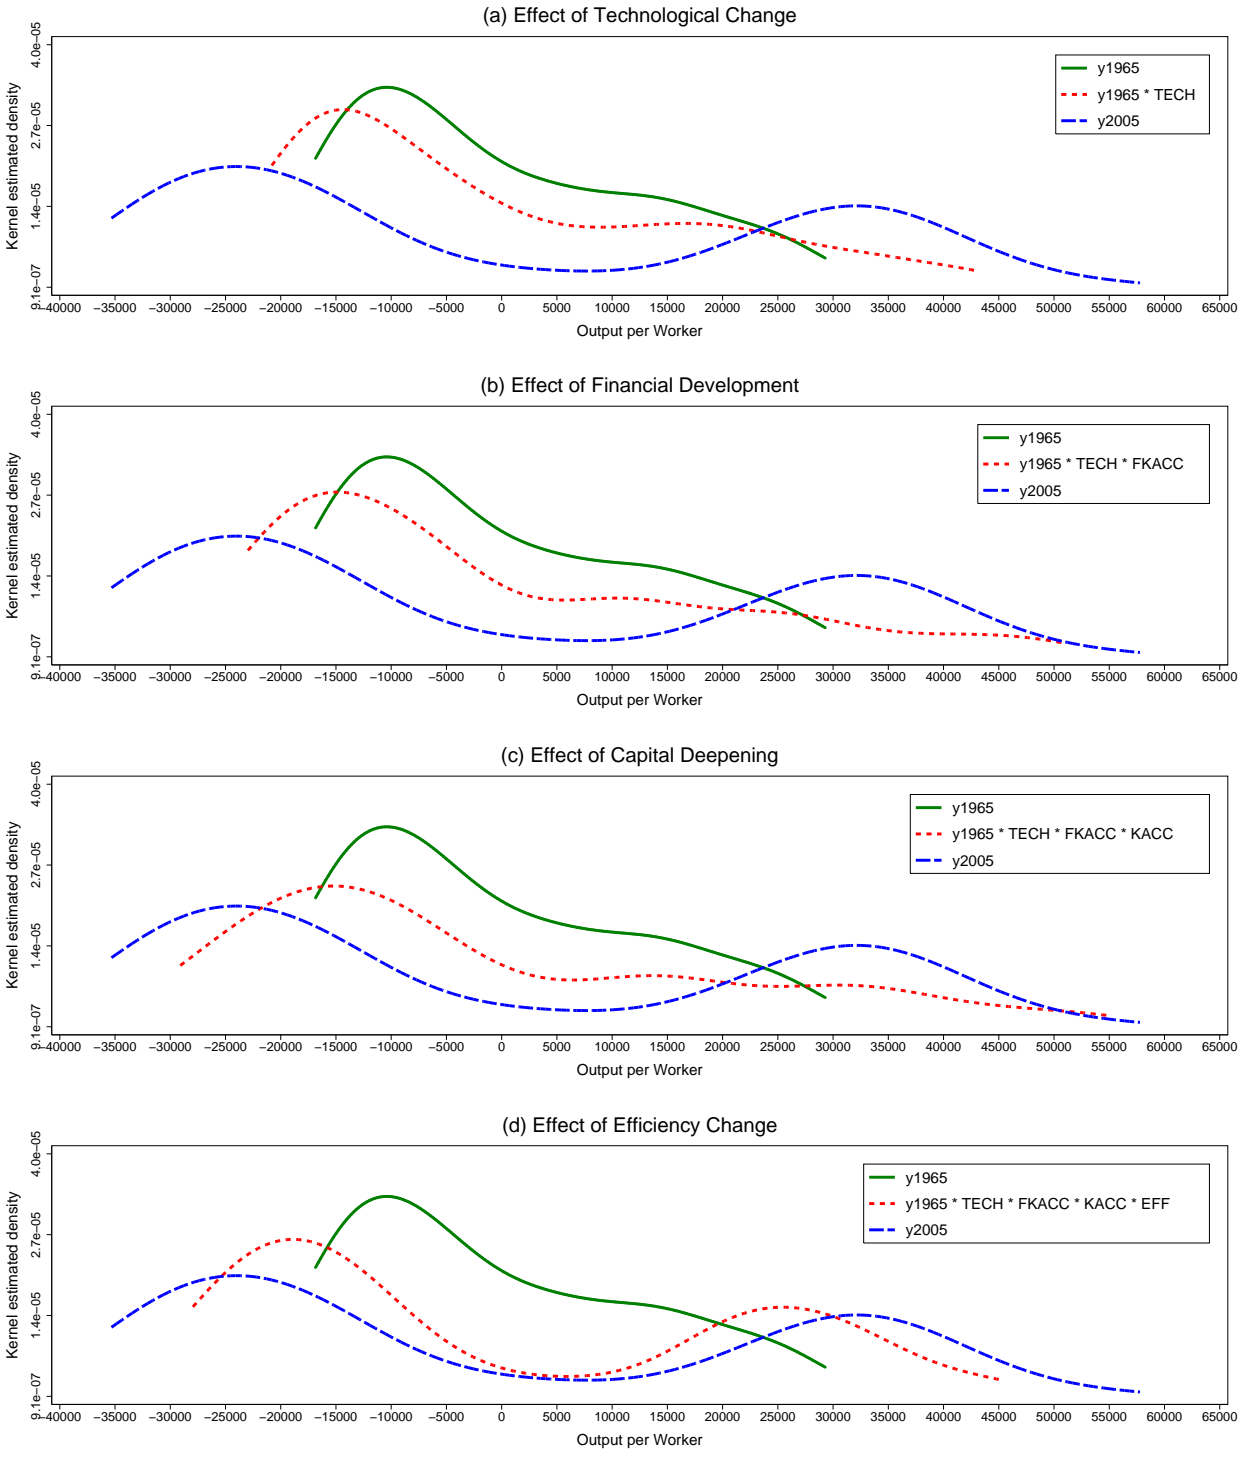 (a) Effect of Technological Change
4.0e−05
2.7e−05
1.4e−05
9.1e−07
Kernel estimated density
y1965
y1965 * TECH
y2005
−40000 −35000 −30000 −25000 −20000 −15000 −10000 −5000 0 5000 10000 15000 20000 25000 30000 35000 40000 45000 50000 55000 60000 65000
Output per Worker
(b) Effect of Financial Development
4.0e−05
2.7e−05
1.4e−05
9.1e−07
Kernel estimated density
y1965
y1965 * TECH * FKACC
y2005
−40000 −35000 −30000 −25000 −20000 −15000 −10000 −5000 0 5000 10000 15000 20000 25000 30000 35000 40000 45000 50000 55000 60000 65000
Output per Worker
(c) Effect of Capital Deepening
4.0e−05
2.7e−05
1.4e−05
9.1e−07
Kernel estimated density
y1965
y1965 * TECH * FKACC * KACC
y2005
−40000 −35000 −30000 −25000 −20000 −15000 −10000 −5000 0 5000 10000 15000 20000 25000 30000 35000 40000 45000 50000 55000 60000 65000
Output per Worker
(d) Effect of Efficiency Change
4.0e−05
2.7e−05
1.4e−05
9.1e−07
Kernel estimated density
y1965
y1965 * TECH * FKACC * KACC * EFF
y2005
−40000 −35000 −30000 −25000 −20000 −15000 −10000 −5000 0 5000 10000 15000 20000 25000 30000 35000 40000 45000 50000 55000 60000 65000
Output per Worker